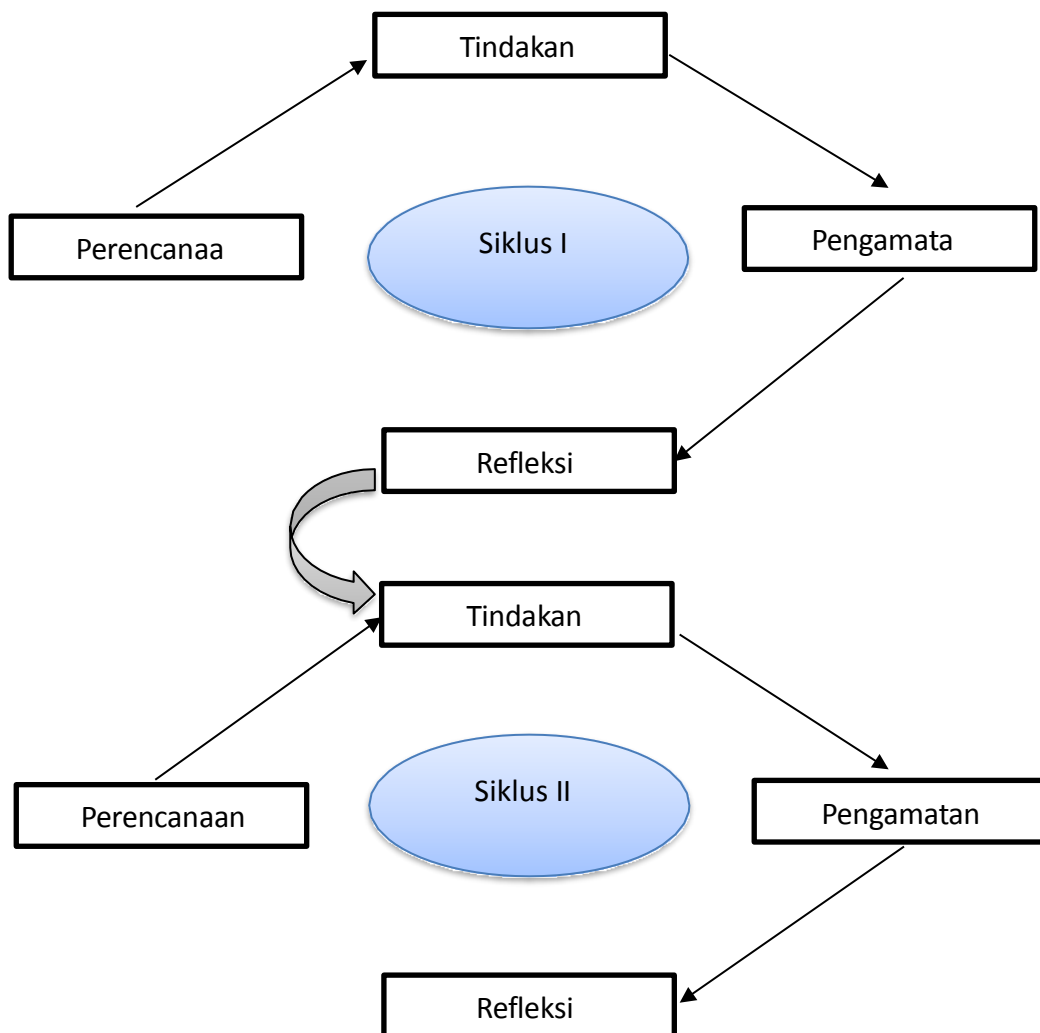 Tindakan
Perencanaa
Siklus I
Pengamata
Refleksi
Tindakan
Siklus II
Perencanaan
Pengamatan
Refleksi